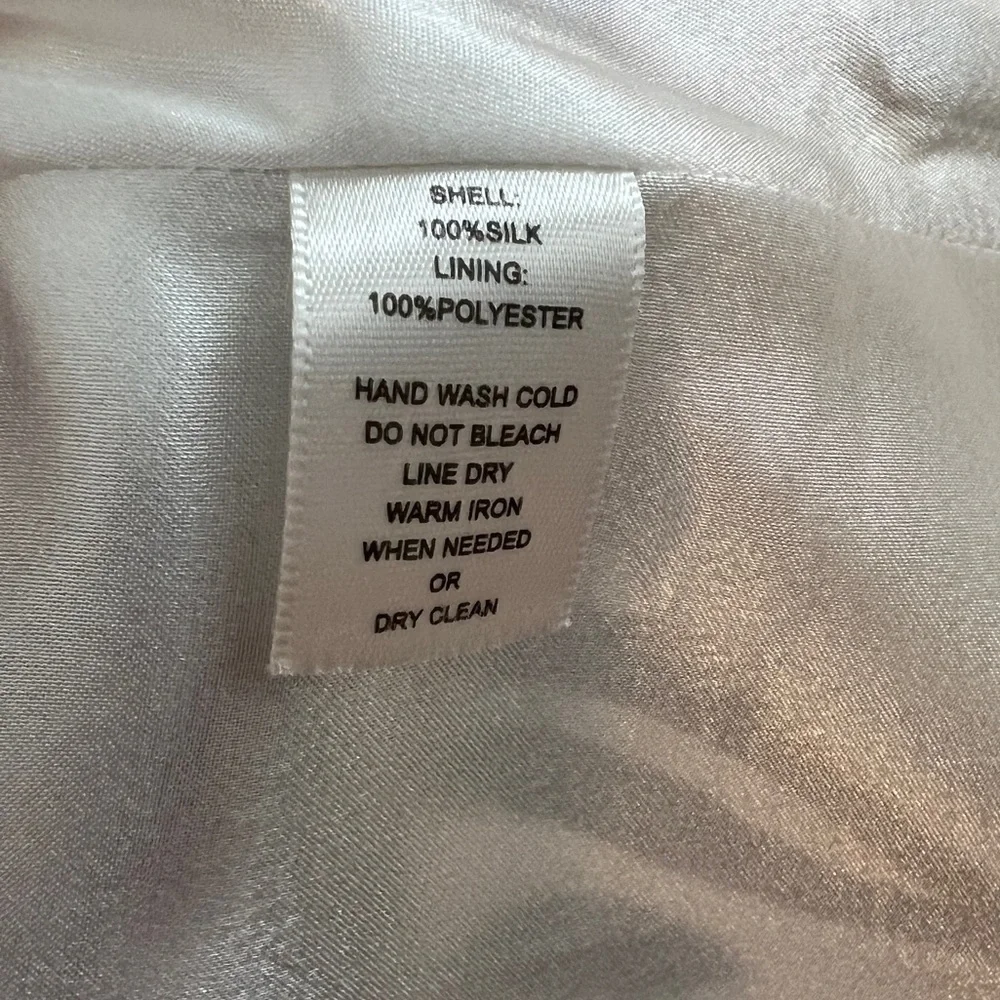 SHELL:
100%SILK
LINING:
100%POLYESTER
HAND WASH COLD
DO NOT BLEACH
LINE DRY
WARM IRON
WHEN NEEDED
OR
DRY CLEAN